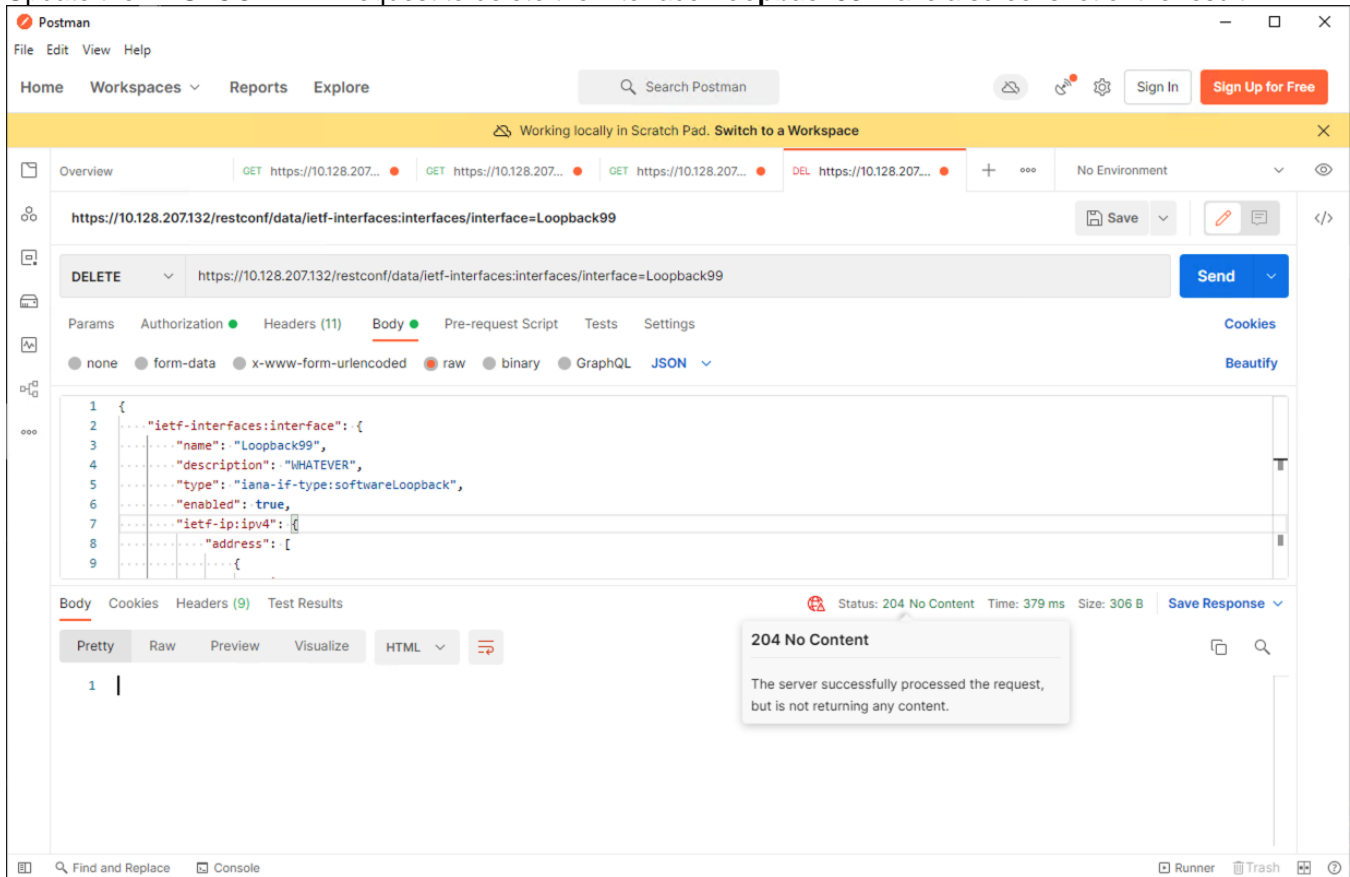 Postman
File Edit View Help
Home Workspaces Reports Explore Search Postman Sign In Sign Up for Free
Working locally in Scratch Pad. Switch to a Workspace
Overview GET https://10.128.207... GET https://10.128.207... GET https://10.128.207... DEL https://10.128.207.... No Environment
https://10.128.207.132/restconf/data/ietf-interfaces:interfaces/interface=Loopback99 Save
DELETE https://10.128.207.132/restconf/data/ietf-interfaces:interfaces/interface=Loopback99 Send
Params Authorization Headers (11) Body Pre-request Script Tests Settings Cookies
none form-data x-www-form-urlencoded raw binary GraphQL JSON Beautify
1 {
2 "ietf-interfaces:interface": {
3 "name": "Loopback99",
4 "description": "WHATEVER",
5 "type": "iana-if-type:softwareLoopback",
6 "enabled": true,
7 "ietf-ip:ipv4": {
8 "address": [
9 {
Body Cookies Headers (9) Test Results Status: 204 No Content Time: 379 ms Size: 306 B Save Response
Pretty Raw Preview Visualize HTML
204 No Content
1
The server successfully processed the request,
but is not returning any content.
Find and Replace Console Runner Trash